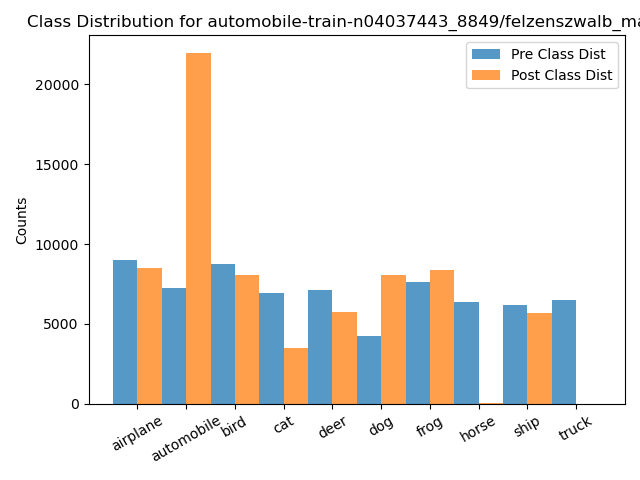 Class Distribution for automobile-train-n04037443_8849/felzenszwalb_ma
Pre Class Dist
Post Class Dist
20000
15000
10000
5000
0
Counts
airplane
automobile
bird
cat
deer
dog
frog
horse
ship
truck